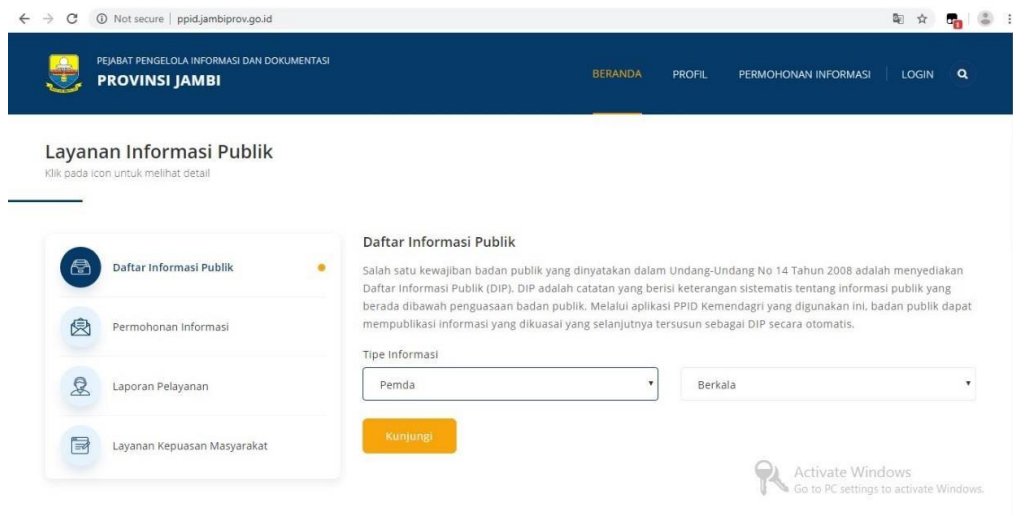 Not secure | ppid.jambiprov.go.id
PEJABAT PENGELOLA INFORMASI DAN DOKUMENTASI
PROVINSI JAMBI
BERANDA PROFIL PERMOHONAN INFORMASI LOGIN
Layanan Informasi Publik
Klik pada icon untuk melihat detail
Daftar Informasi Publik
Permohonan Informasi
Laporan Pelayanan
Layanan Kepuasan Masyarakat
Daftar Informasi Publik
Salah satu kewajiban badan publik yang dinyatakan dalam Undang-Undang No 14 Tahun 2008 adalah menyediakan
Daftar Informasi Publik (DIP). DIP adalah catatan yang berisi keterangan sistematis tentang informasi publik yang
berada dibawah penguasaan badan publik. Melalui aplikasi PPID Kemendagri yang digunakan ini, badan publik dapat
mempublikasi informasi yang dikuasai yang selanjutnya tersusun sebagai DIP secara otomatis.
Tipe Informasi
Pemda Berkala
Kunjungi
Activate Windows
Go to PC settings to activate Windows.